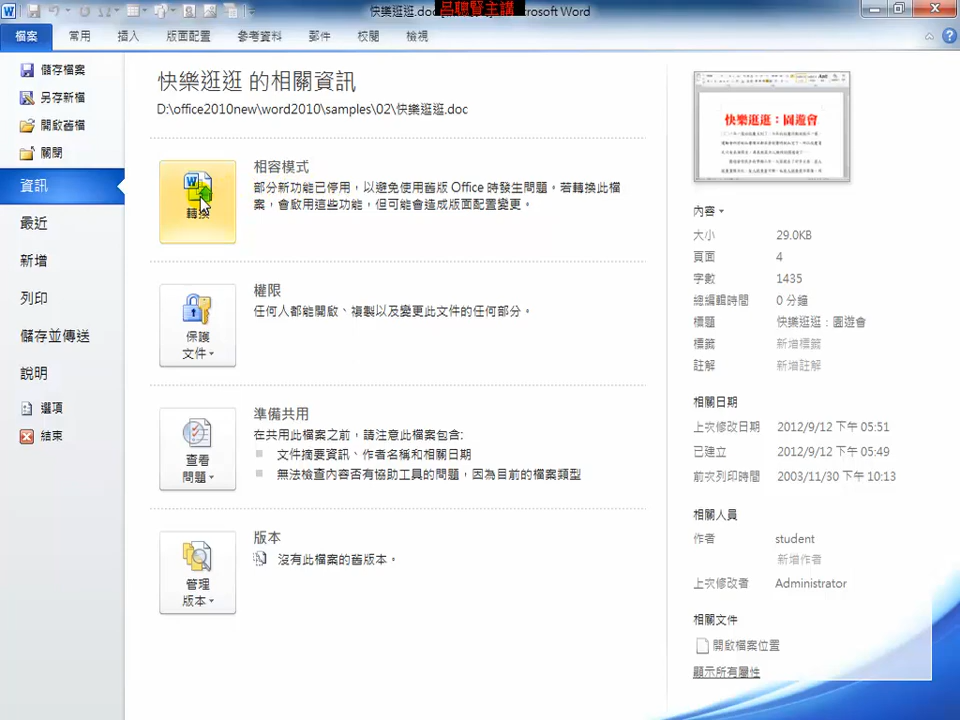 快樂逛逛.do
呂聰賢主講
osoft Word
檔案
常用
插入
版面配置
參考資料
郵件
校閱
檢視
儲存檔案
另存新檔
開啟舊檔
關閉
資訊
最近
新增
列印
儲存並傳送
說明
選項
結束
快樂逛逛 的相關資訊
D:\office2010new\word2010\samples\02\快樂逛逛.doc
轉換
相容模式
部分新功能已停用，以避免使用舊版 Office 時發生問題。若轉換此檔
案，會啟用這些功能，但可能會造成版面配置變更。
保護
文件
權限
任何人都能開啟、複製以及變更此文件的任何部分。
查看
問題
準備共用
在共用此檔案之前，請注意此檔案包含:
文件摘要資訊、作者名稱和相關日期
無法檢查內容否有協助工具的問題，因為目前的檔案類型
管理
版本
版本
沒有此檔案的舊版本。
快樂逛逛：園遊會
內容
大小 29.0KB
頁面 4
字數 1435
總編輯時間 0 分鐘
標題 快樂逛逛：園遊會
標籤 新增標籤
註解 新增註解
相關日期
上次修改日期 2012/9/12 下午 05:51
已建立 2012/9/12 下午 05:49
前次列印時間 2003/11/30 下午 10:13
相關人員
作者 student
新增作者
上次修改者 Administrator
相關文件
開啟檔案位置
顯示所有屬性